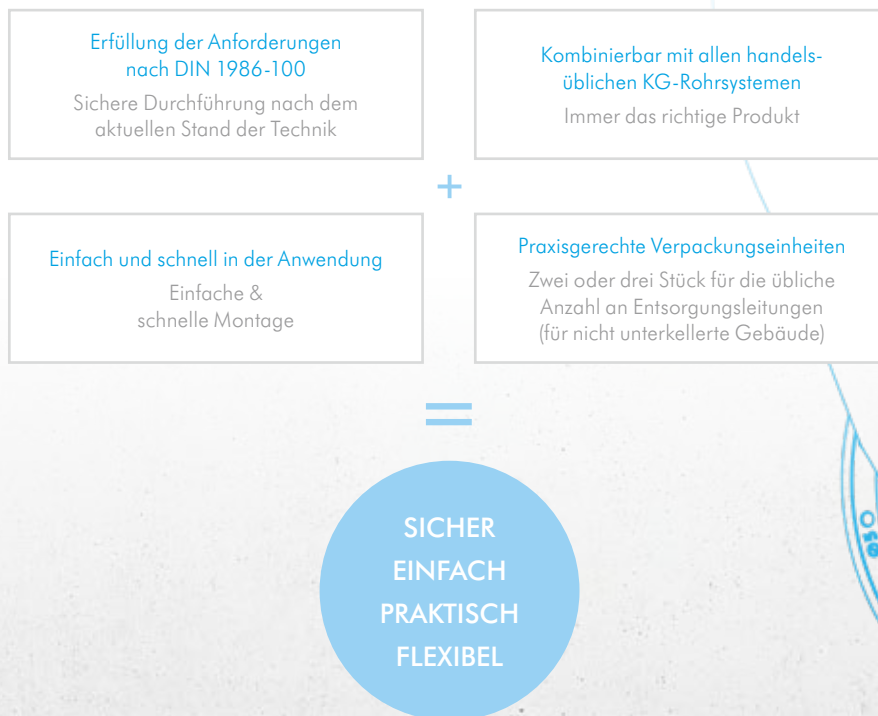 Erfüllung der Anforderungen
nach DIN 1986-100
Sichere Durchführung nach dem
aktuellen Stand der Technik
Kombinierbar mit allen handels-
üblichen KG-Rohrsystemen
Immer das richtige Produkt
+
Einfach und schnell in der Anwendung
Einfache &
schnelle Montage
Praxisgerechte Verpackungseinheiten
Zwei oder drei Stück für die übliche
Anzahl an Entsorgungsleitungen
(für nicht unterkellerte Gebäude)
=
SICHER
EINFACH
PRAKTISCH
FLEXIBEL